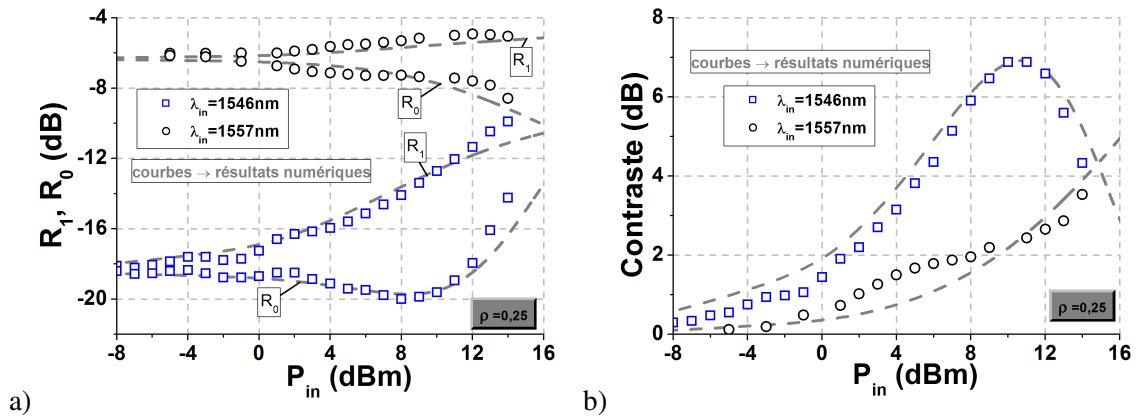 a)
R1, R0 (dB)
-4
-8
-12
-16
-20
-8 -4 0 4 8 12 16
Pin (dBm)
λin=1546nm
λin=1557nm
courbes → résultats numériques
R1
R0
R1
R0
ρ =0,25
b)
Contraste (dB)
8
6
4
2
0
-8 -4 0 4 8 12 16
Pin (dBm)
courbes → résultats numériques
λin=1546nm
λin=1557nm
ρ =0,25